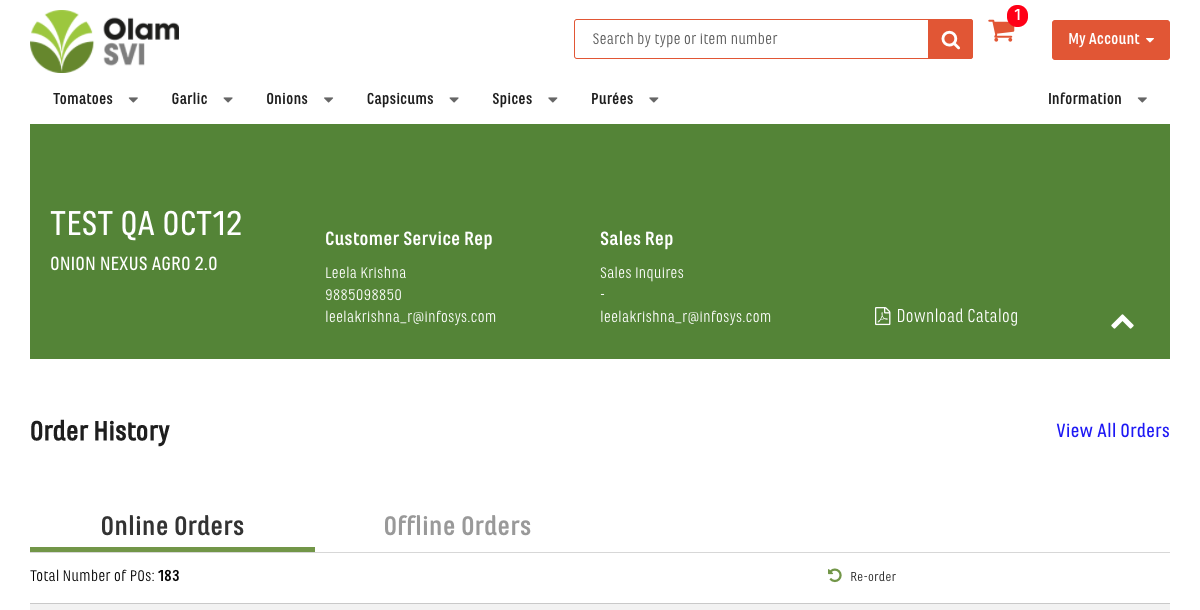 Olam
SVI
Search by type or item number
1
My Account
Tomatoes
Garlic
Onions
Capsicums
Spices
Purées
Information
TEST QA OCT12
ONION NEXUS AGRO 2.0
Customer Service Rep
Leela Krishna
9885098850
leelakrishna_r@infosys.com
Sales Rep
Sales Inquires
-
leelakrishna_r@infosys.com
Download Catalog
Order History
View All Orders
Online Orders
Offline Orders
Total Number of POs: 183
Re-order